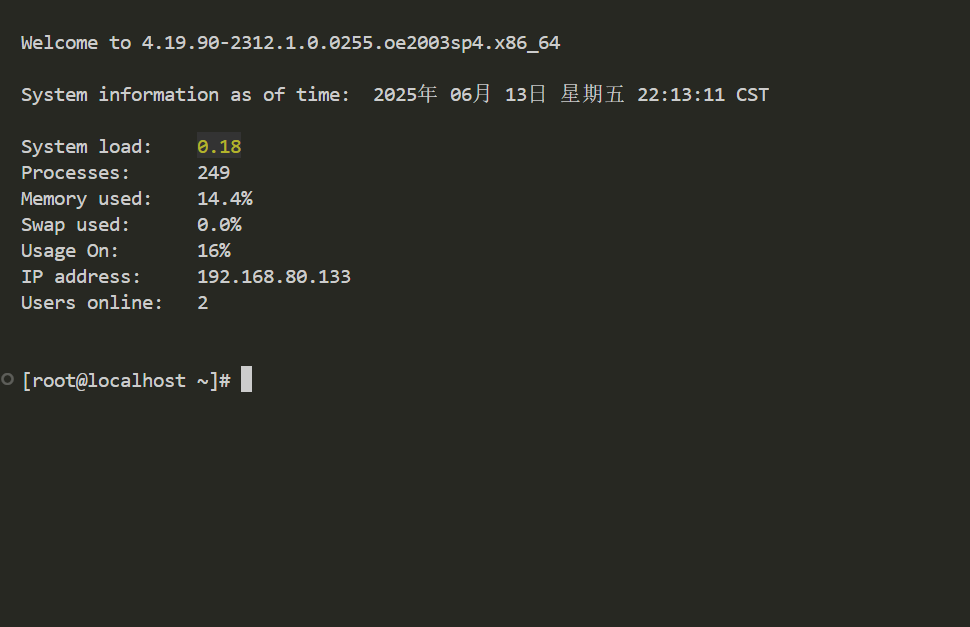 Welcome to 4.19.90-2312.1.0.0255.oe2003sp4.x86_64
System information as of time:  2025年 06月 13日 星期五 22:13:11 CST
System load:    0.18
Processes:      249
Memory used:    14.4%
Swap used:      0.0%
Usage On:       16%
IP address:     192.168.80.133
Users online:   2
[root@localhost ~]#